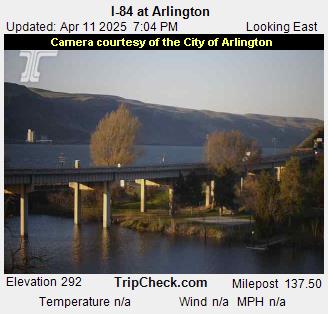 I-84 at Arlington
Updated: Apr 11 2025 7:04 PM Looking East
Camera courtesy of the City of Arlington
Elevation 292 TripCheck.com Milepost 137.50
Temperature n/a Wind n/a MPH n/a